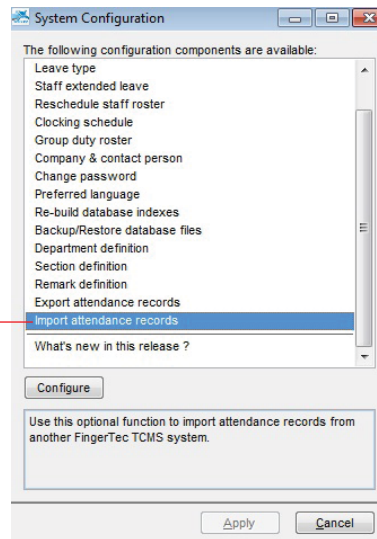 System Configuration
The following configuration components are available:
Leave type
Staff extended leave
Reschedule staff roster
Clocking schedule
Group duty roster
Company & contact person
Change password
Preferred language
Re-build database indexes
Backup/Restore database files
Department definition
Section definition
Remark definition
Export attendance records
Import attendance records
What's new in this release ?
Configure
Use this optional function to import attendance records from
another FingerTec TCMS system.
Apply
Cancel